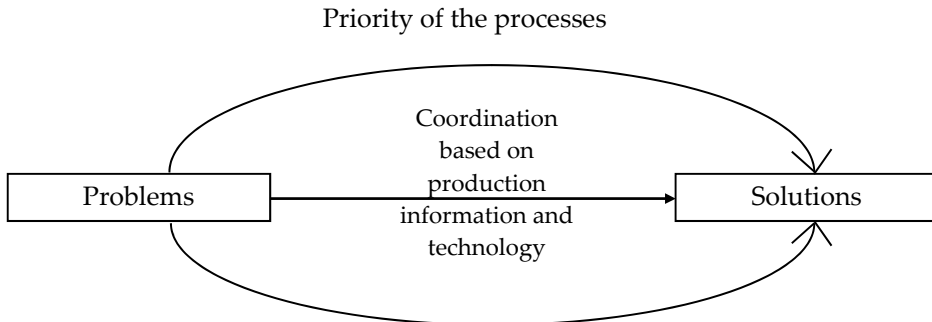 Priority of the processes
Coordination
based on
production
information and
technology
Problems
Solutions